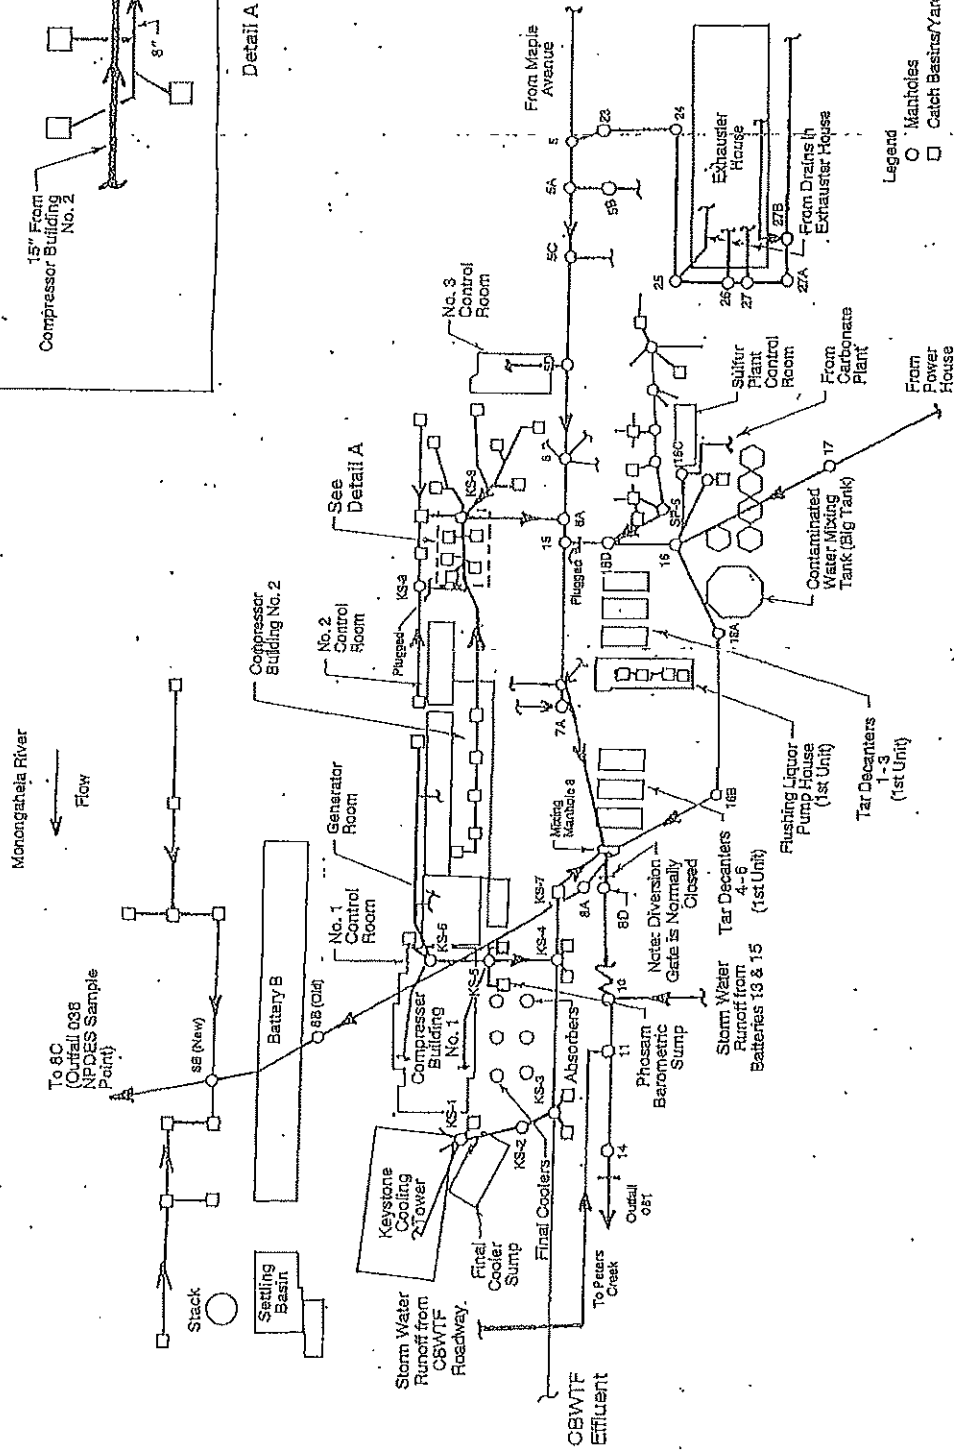 15" From
Compressor Building
No. 2
8"
Detail A
Monongahela River
Flow
From Maple
Avenue
To 8C
(Outfall 038
NPDES Sample
Point)
8B (New)
Battery B
8B (Old)
Stack
Settling
Basin
No. 1
Control
Room
Generator
Room
Compressor
Building No. 2
No. 2
Control
Room
See
Detail A
No. 3
Control
Room
Plugged
KS-9
KS-6
KS-5
KS-4
KS-7
KS-3
KS-2
KS-1
Compresser
Building
No. 1
Keystone
Cooling
Tower
Final
Cooler
Sump
Final Coolers
Absorbers
Phosam
Barometric
Sump
Mixing
Manhole 8
8A
8D
Note: Diversion
Gate is Normally
Closed
5
5A
5B
5C
5D
6
6A
15
Plugged
7A
23
24
25
26
27
27A
27B
Exhauster
House
From Drains in
Exhauster House
Sulfur
Plant
Control
Room
From
Carbonate
Plant
From
Power
House
SP-6
16C
16D
16
17
16A
16B
Contaminated
Water Mixing
Tank (Big Tank)
Flushing Liquor
Pump House
(1st Unit)
Tar Decanters
1-3
(1st Unit)
Tar Decanters
4-6
(1st Unit)
Storm Water
Runoff from
Batteries 13 & 15
11
14
Outfall
To Peters
Creek
Storm Water
Runoff from
CBWTF
Roadway
CBWTF
Effluent
Legend
Manholes
Catch Basins/Yard